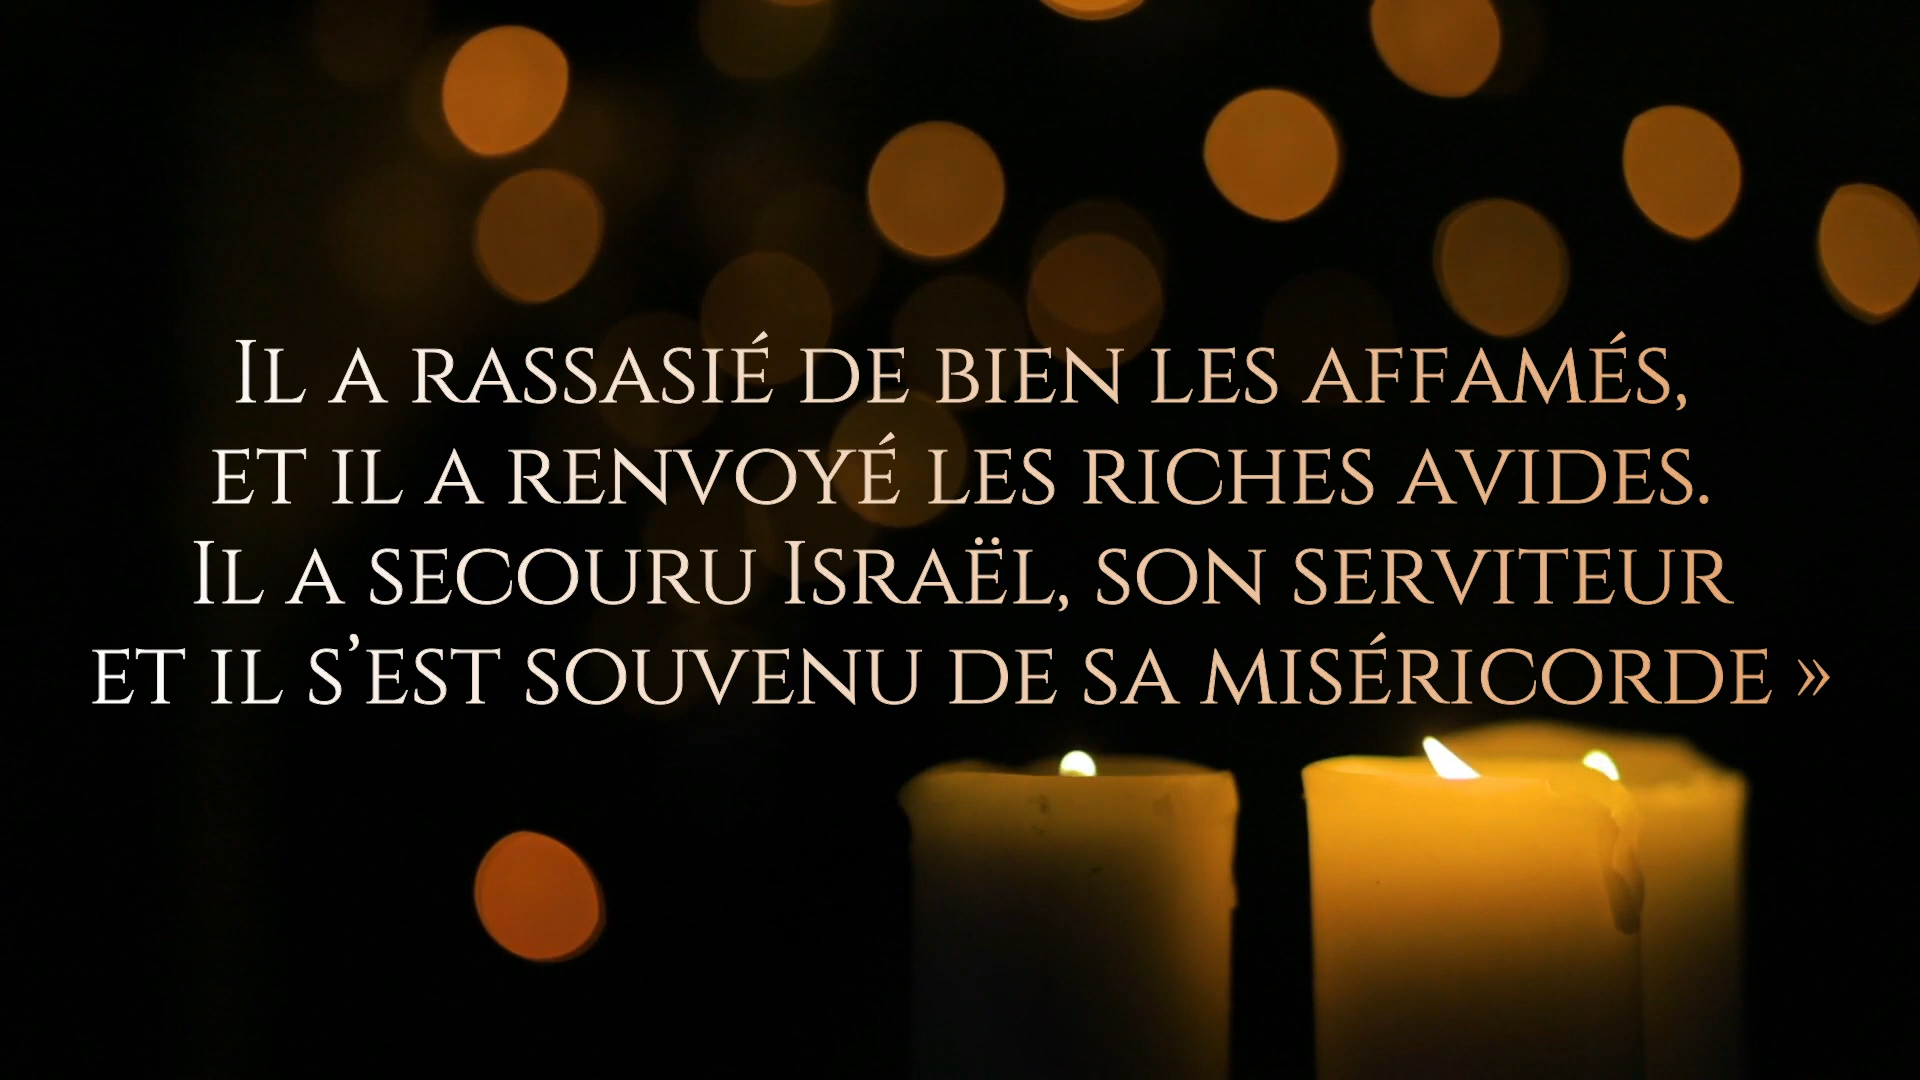 Il a rassasié de bien les affamés,
et il a renvoyé les riches avides.
Il a secouru Israël, son serviteur
et il s’est souvenu de sa miséricorde »